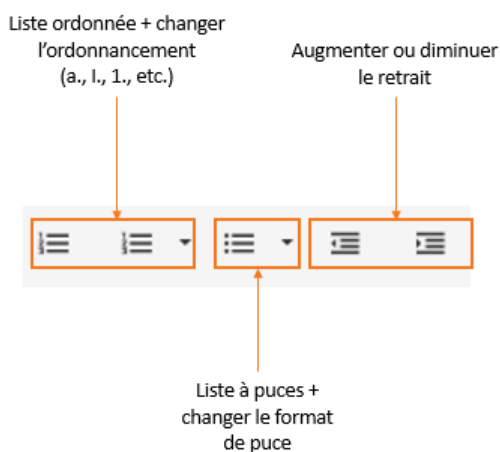 Liste ordonnée + changer
l'ordonnancement
(a., I., 1., etc.)
Augmenter ou diminuer
le retrait
Liste à puces +
changer le format
de puce